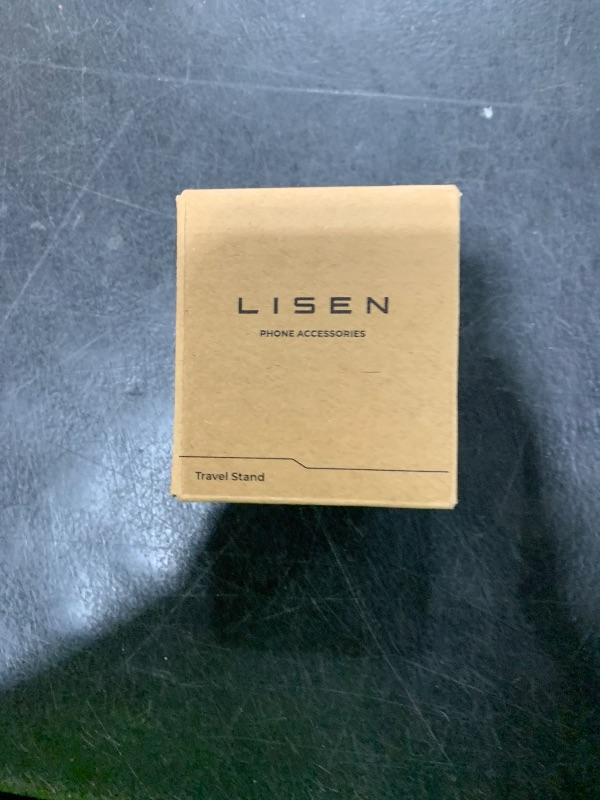 LISEN
PHONE ACCESSORIES
Travel Stand